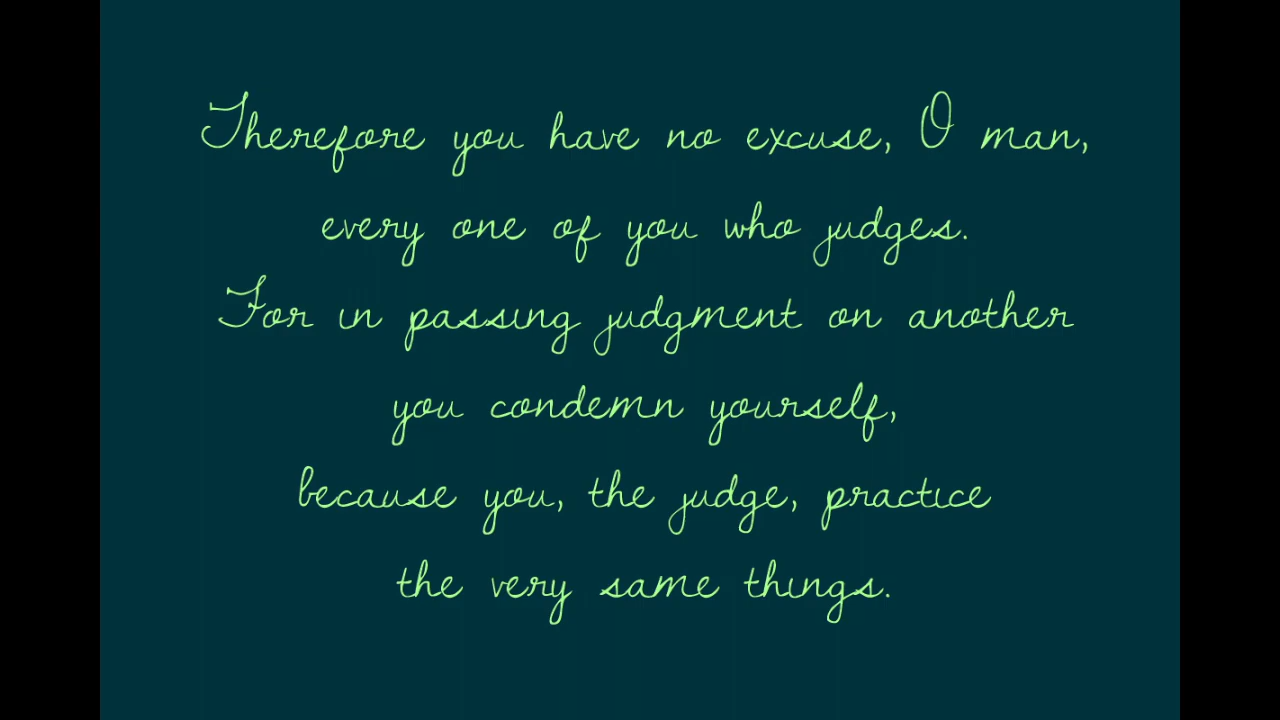 Therefore you have no excuse, O man,
every one of you who judges.
For in passing judgment on another
you condemn yourself,
because you, the judge, practice
the very same things.